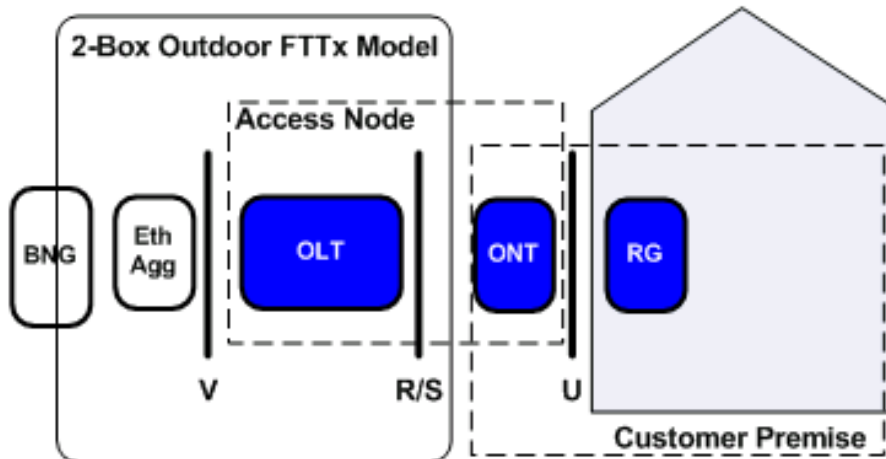 2-Box Outdoor FTTx Model
Access Node
BNG
Eth
Agg
OLT
ONT
RG
V
R/S
U
Customer Premise